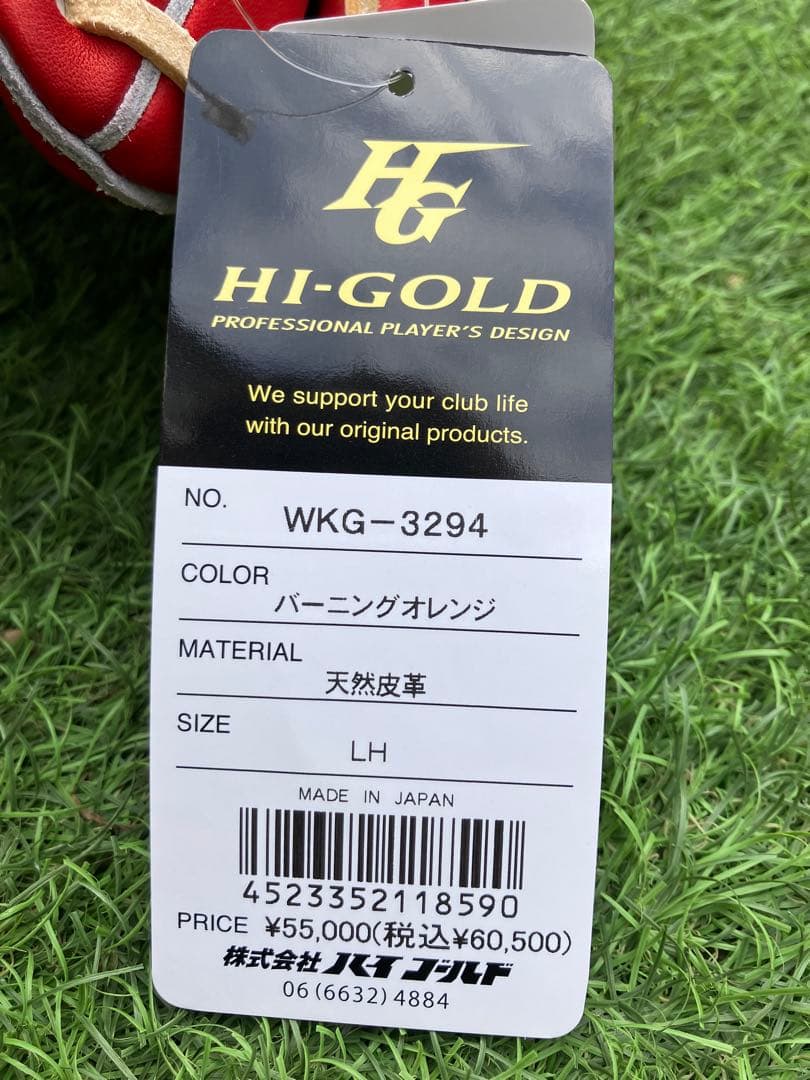 HG
HI-GOLD
PROFESSIONAL PLAYER'S DESIGN
We support your club life
with our original products.
NO. WKG-3294
COLOR バーニングオレンジ
MATERIAL 天然皮革
SIZE LH
MADE IN JAPAN
4523352118590
PRICE ¥55,000(税込¥60,500)
株式会社 ハイゴールド
06(6632)4884